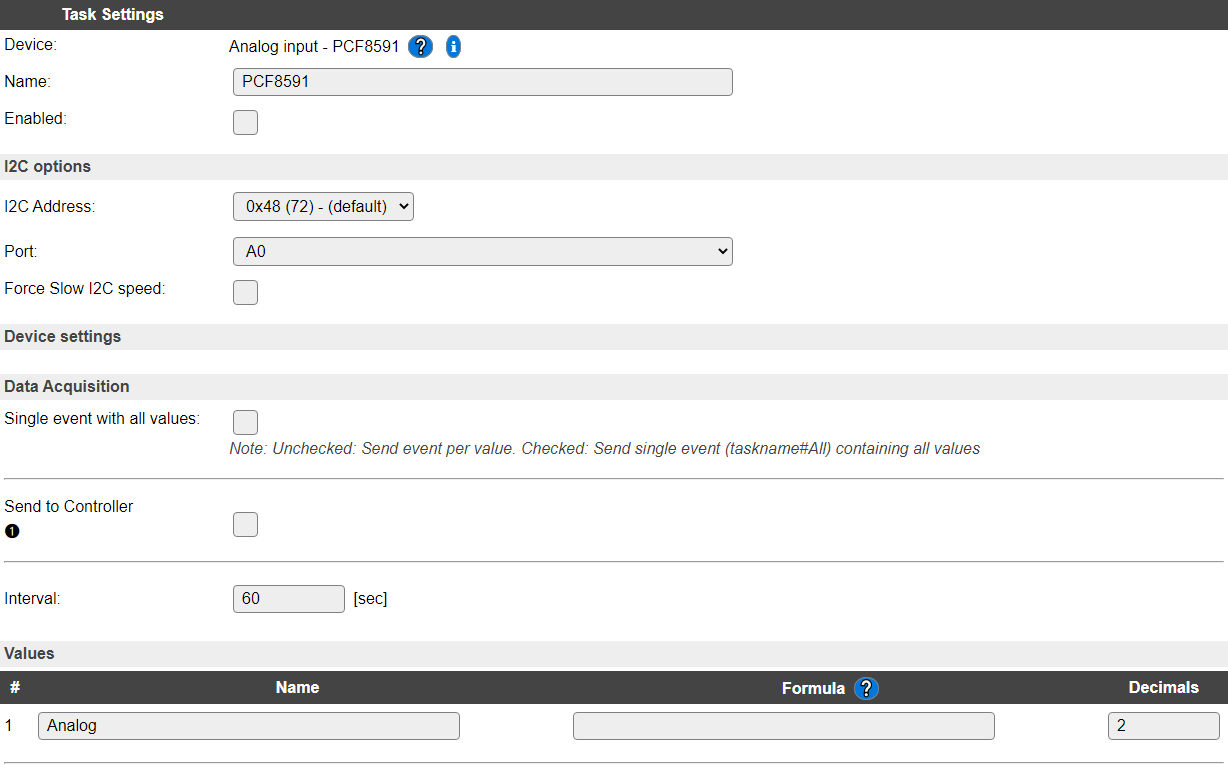 Task Settings
Device: Analog input - PCF8591 ? i
Name: PCF8591
Enabled:
I2C options
I2C Address: 0x48 (72) - (default)
Port: A0
Force Slow I2C speed:
Device settings
Data Acquisition
Single event with all values:
Note: Unchecked: Send event per value. Checked: Send single event (taskname#All) containing all values
Send to Controller
❶
Interval: 60 [sec]
Values
# Name Formula ? Decimals
1 Analog 2